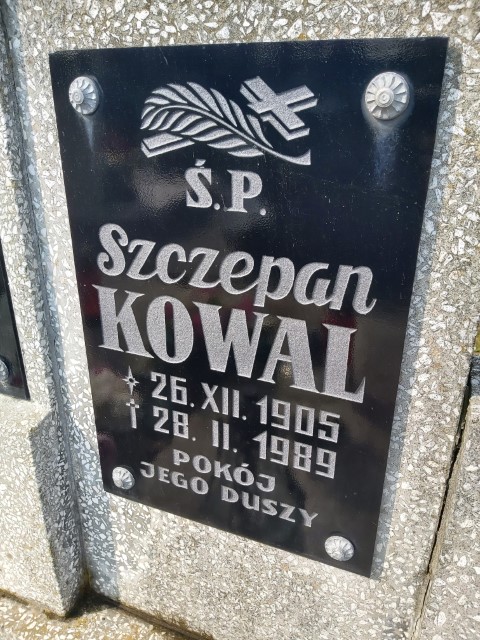 Ś.P.
Szczepan
KOWAL
26. XII. 1905
† 28. II. 1989
POKÓJ
JEGO DUSZY